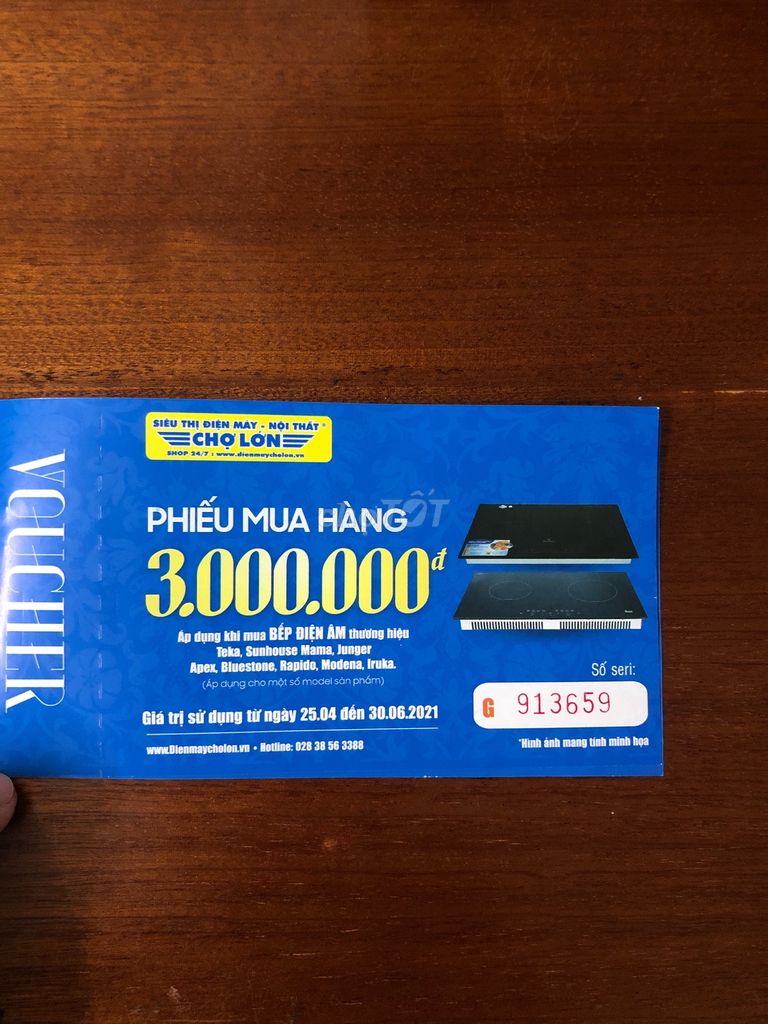 VOUCHER
SIÊU THỊ ĐIỆN MÁY - NỘI THẤT®
CHỢ LỚN
SHOP 24/7 : www.dienmaycholon.vn
PHIẾU MUA HÀNG
3.000.000đ
Áp dụng khi mua BẾP ĐIỆN ÂM thương hiệu
Teka, Sunhouse Mama, Junger
Apex, Bluestone, Rapido, Modena, Iruka.
(Áp dụng cho một số model sản phẩm)
Giá trị sử dụng từ ngày 25.04 đến 30.06.2021
www.Dienmaycholon.vn • Hotline: 028 38 56 3388
Số seri:
G 913659
*Hình ảnh mang tính minh họa